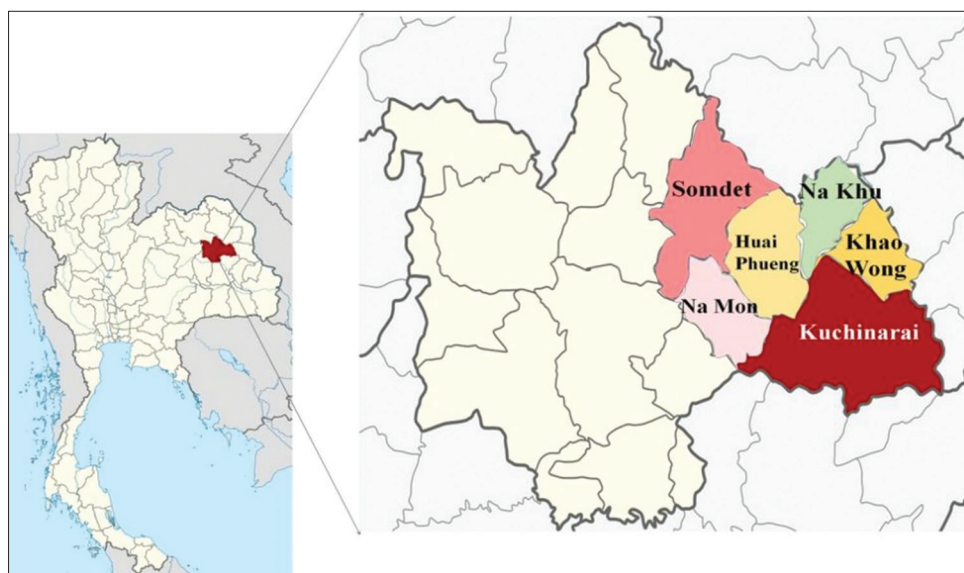 Somdet
Na Khu
Huai
Phueng
Khao
Wong
Na Mon
Kuchinarai